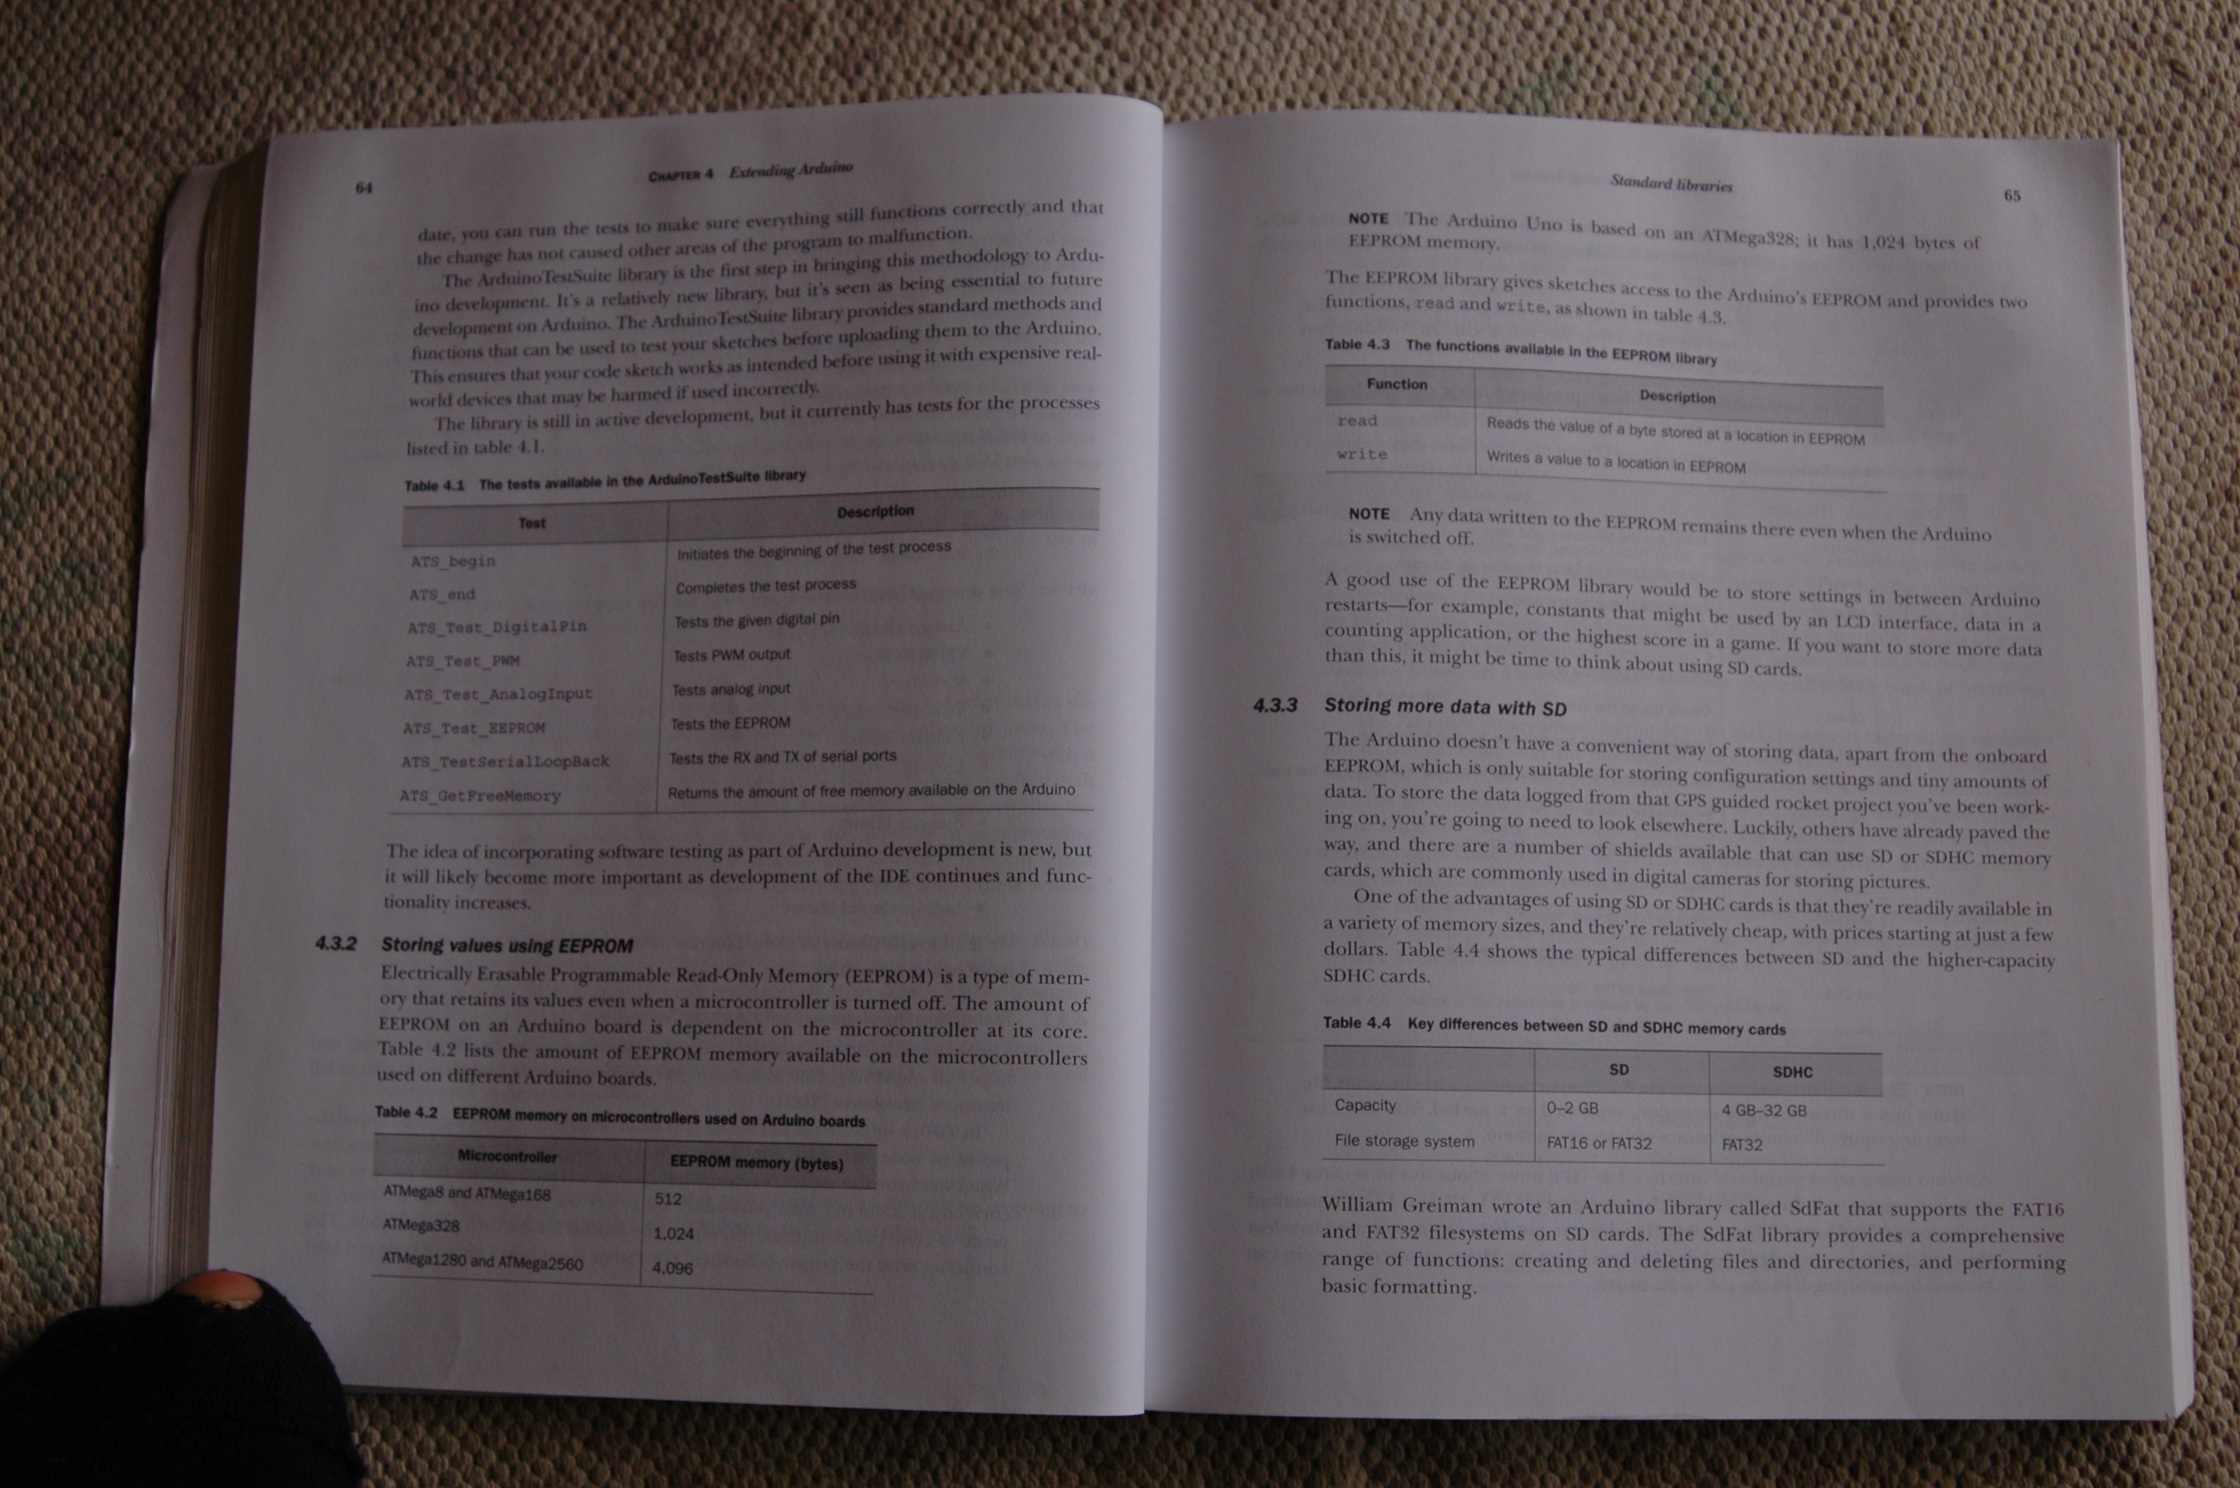 64
CHAPTER 4 Extending Arduino
date, you can run the tests to make sure everything still functions correctly and that
the change has not caused other areas of the program to malfunction.
The ArduinoTestSuite library is the first step in bringing this methodology to Ardu-
ino development. It's a relatively new library, but it's seen as being essential to future
development on Arduino. The ArduinoTestSuite library provides standard methods and
functions that can be used to test your sketches before uploading them to the Arduino.
This ensures that your code sketch works as intended before using it with expensive real-
world devices that may be harmed if used incorrectly.
The library is still in active development, but it currently has tests for the processes
listed in table 4.1.
Table 4.1 The tests available in the ArduinoTestSuite library
Test Description
ATS_begin Initiates the beginning of the test process
ATS_end Completes the test process
ATS_Test_DigitalPin Tests the given digital pin
ATS_Test_PWM Tests PWM output
ATS_Test_AnalogInput Tests analog input
ATS_Test_EEPROM Tests the EEPROM
ATS_TestSerialLoopBack Tests the RX and TX of serial ports
ATS_GetFreeMemory Returns the amount of free memory available on the Arduino
The idea of incorporating software testing as part of Arduino development is new, but
it will likely become more important as development of the IDE continues and func-
tionality increases.
4.3.2 Storing values using EEPROM
Electrically Erasable Programmable Read-Only Memory (EEPROM) is a type of mem-
ory that retains its values even when a microcontroller is turned off. The amount of
EEPROM on an Arduino board is dependent on the microcontroller at its core.
Table 4.2 lists the amount of EEPROM memory available on the microcontrollers
used on different Arduino boards.
Table 4.2 EEPROM memory on microcontrollers used on Arduino boards
Microcontroller EEPROM memory (bytes)
ATMega8 and ATMega168 512
ATMega328 1,024
ATMega1280 and ATMega2560 4,096
Standard libraries
65
NOTE The Arduino Uno is based on an ATMega328; it has 1,024 bytes of
EEPROM memory.
The EEPROM library gives sketches access to the Arduino's EEPROM and provides two
functions, read and write, as shown in table 4.3.
Table 4.3 The functions available in the EEPROM library
Function Description
read Reads the value of a byte stored at a location in EEPROM
write Writes a value to a location in EEPROM
NOTE Any data written to the EEPROM remains there even when the Arduino
is switched off.
A good use of the EEPROM library would be to store settings in between Arduino
restarts—for example, constants that might be used by an LCD interface, data in a
counting application, or the highest score in a game. If you want to store more data
than this, it might be time to think about using SD cards.
4.3.3 Storing more data with SD
The Arduino doesn't have a convenient way of storing data, apart from the onboard
EEPROM, which is only suitable for storing configuration settings and tiny amounts of
data. To store the data logged from that GPS guided rocket project you've been work-
ing on, you're going to need to look elsewhere. Luckily, others have already paved the
way, and there are a number of shields available that can use SD or SDHC memory
cards, which are commonly used in digital cameras for storing pictures.
One of the advantages of using SD or SDHC cards is that they're readily available in
a variety of memory sizes, and they're relatively cheap, with prices starting at just a few
dollars. Table 4.4 shows the typical differences between SD and the higher-capacity
SDHC cards.
Table 4.4 Key differences between SD and SDHC memory cards
SD SDHC
Capacity 0–2 GB 4 GB–32 GB
File storage system FAT16 or FAT32 FAT32
William Greiman wrote an Arduino library called SdFat that supports the FAT16
and FAT32 filesystems on SD cards. The SdFat library provides a comprehensive
range of functions: creating and deleting files and directories, and performing
basic formatting.